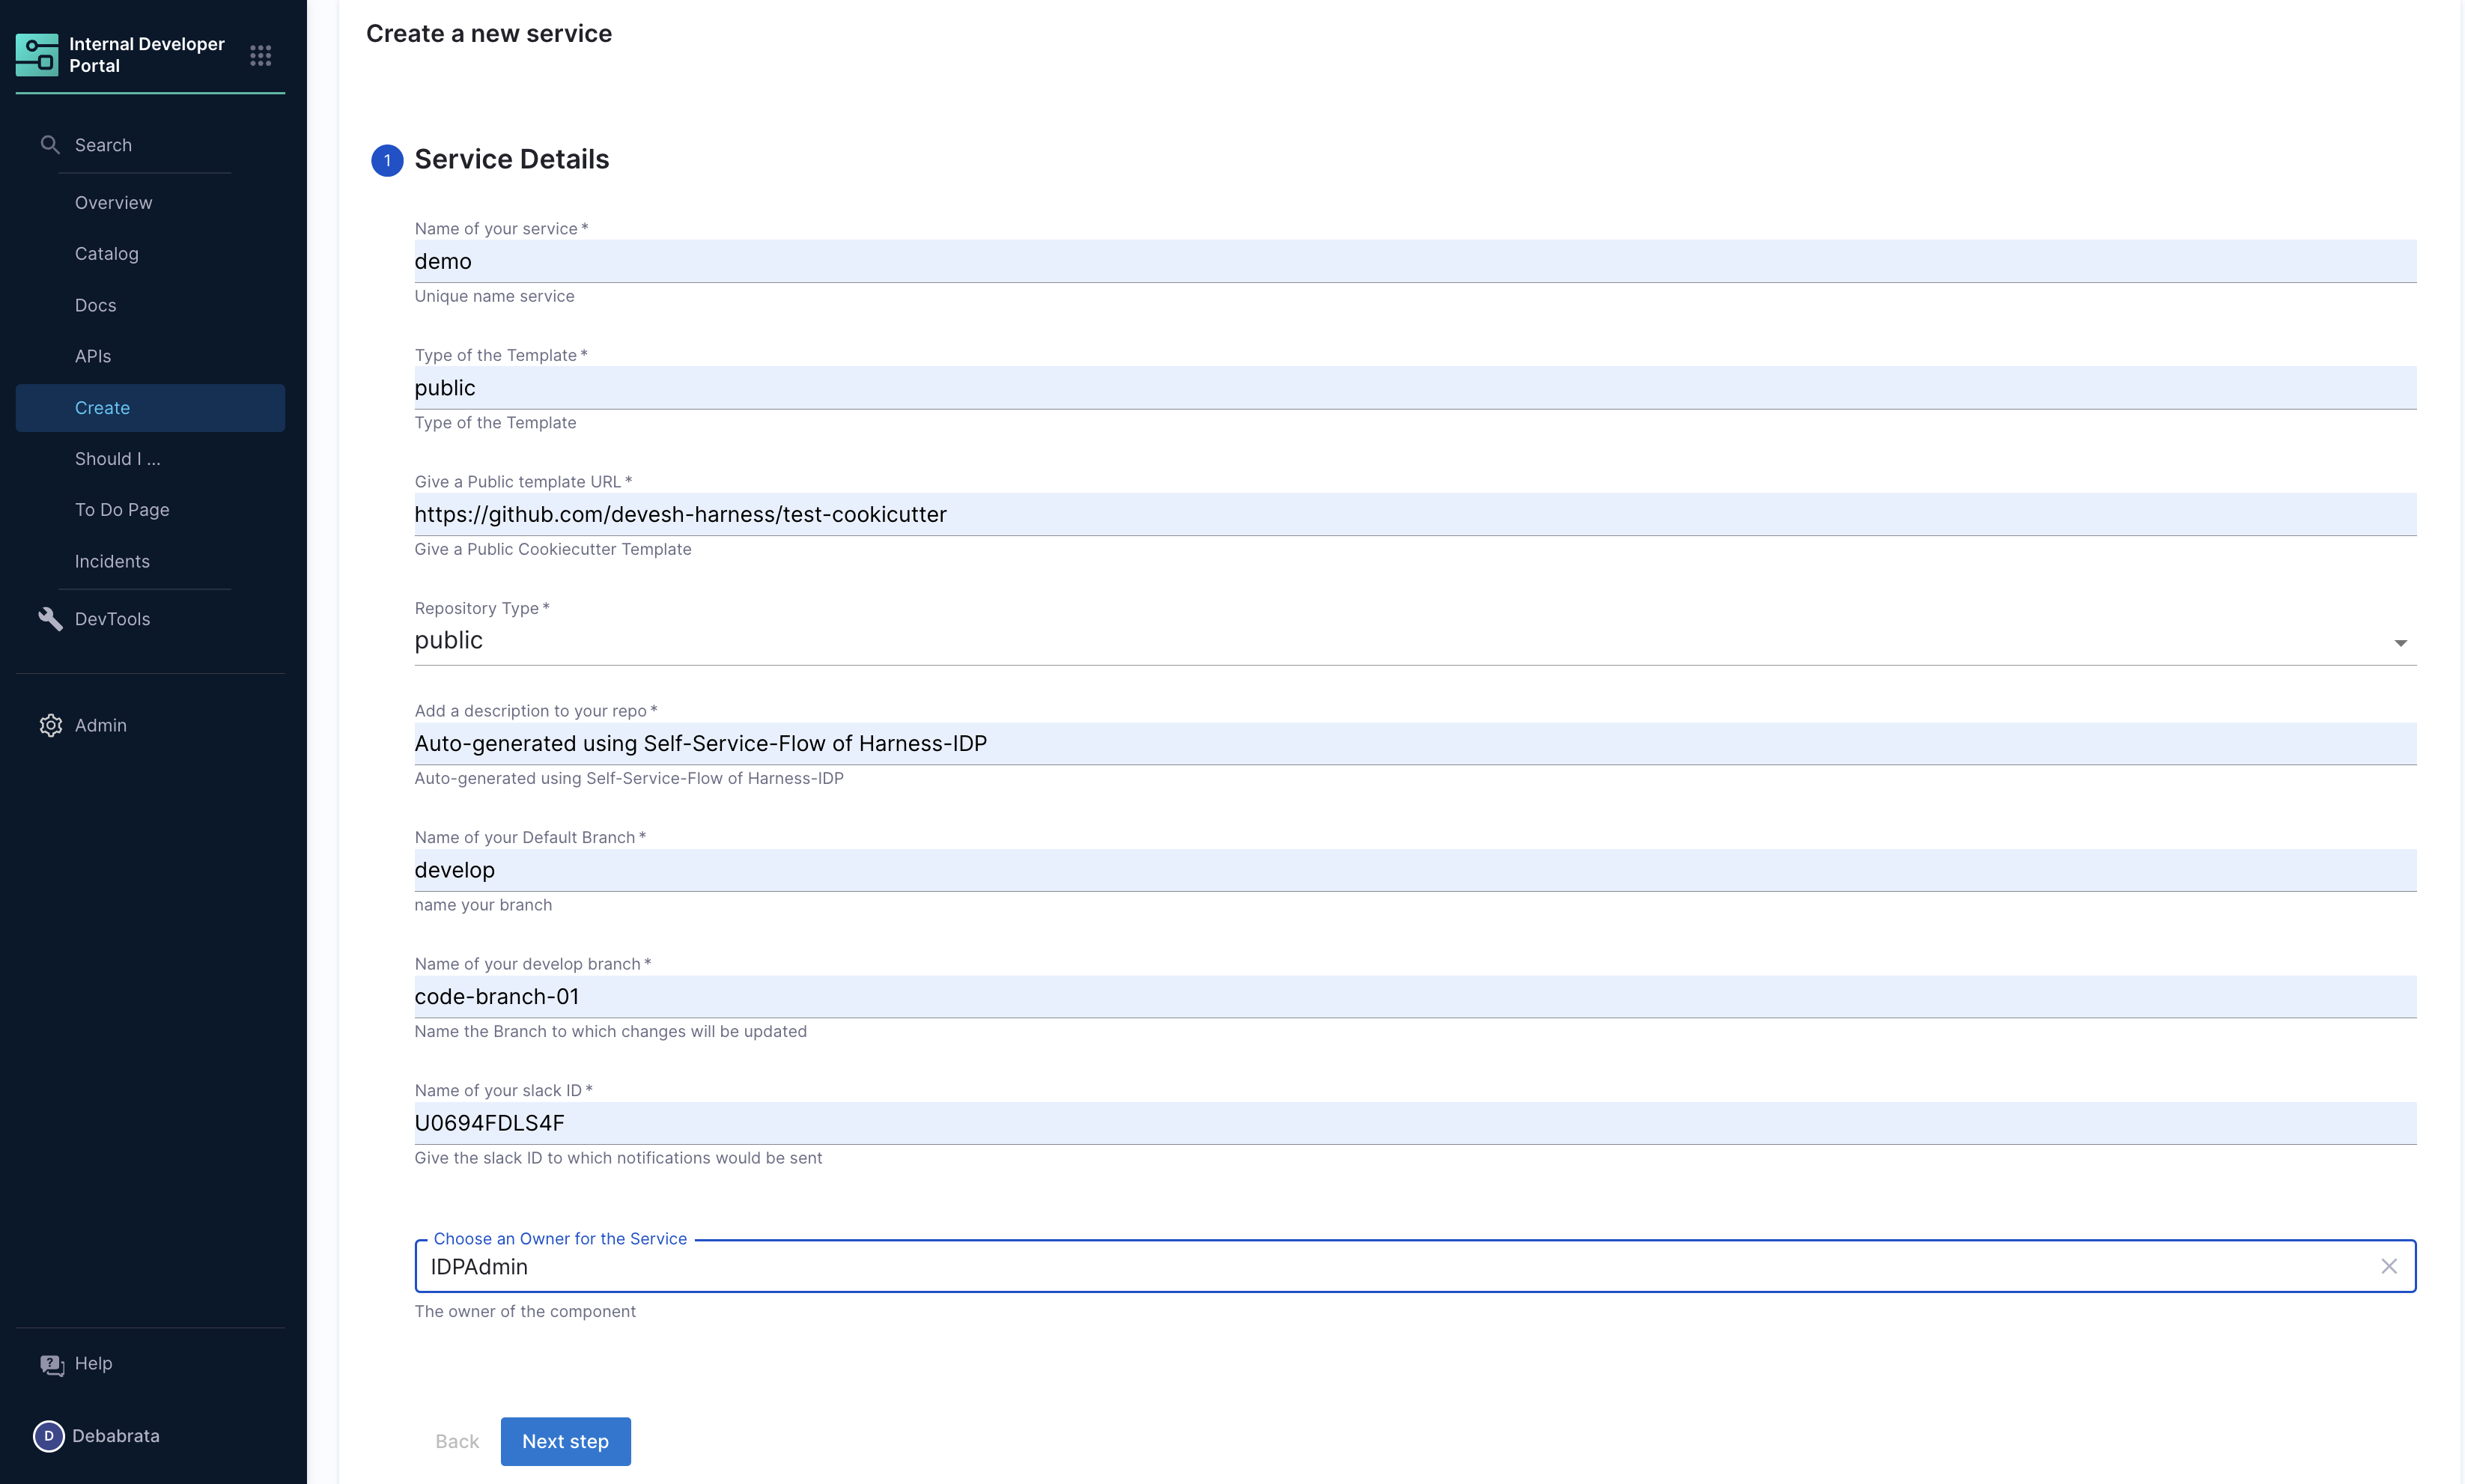 Internal Developer
Portal
Search
Overview
Catalog
Docs
APIs
Create
Should I ...
To Do Page
Incidents
DevTools
Admin
Help
D
Debabrata
Create a new service
1
Service Details
Name of your service *
demo
Unique name service
Type of the Template *
public
Type of the Template
Give a Public template URL *
https://github.com/devesh-harness/test-cookicutter
Give a Public Cookiecutter Template
Repository Type *
public
Add a description to your repo *
Auto-generated using Self-Service-Flow of Harness-IDP
Auto-generated using Self-Service-Flow of Harness-IDP
Name of your Default Branch *
develop
name your branch
Name of your develop branch *
code-branch-01
Name the Branch to which changes will be updated
Name of your slack ID *
U0694FDLS4F
Give the slack ID to which notifications would be sent
Choose an Owner for the Service
IDPAdmin
The owner of the component
Back
Next step